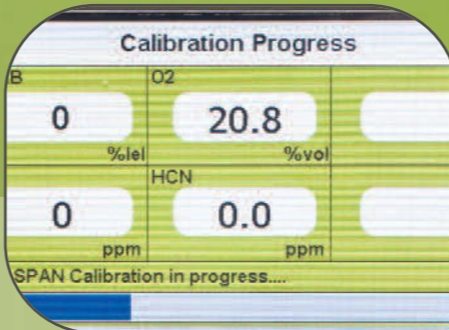 Calibration Progress
B O2
0 20.8
%lel %vol
HCN
0 0.0
ppm ppm
SPAN Calibration in progress....